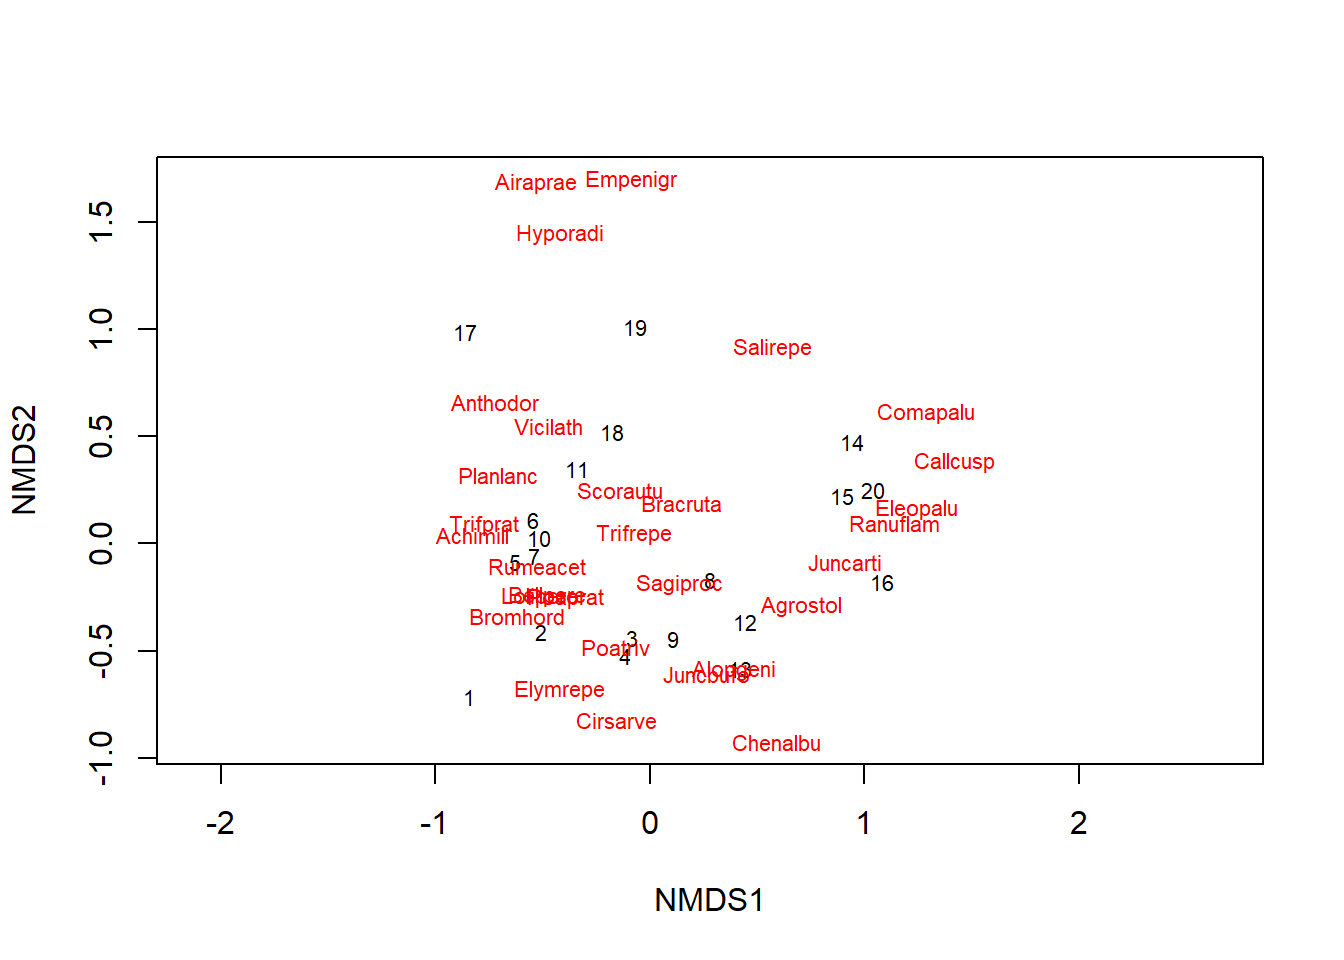 Airaprae Empenigr
Hyporadi
17 19
Salirepe
Anthodor
Comapalu
Vicilath 18
14
11
Callcusp
Planlanc
Scorautu
15 20
Bracruta
Eleopalu
6
Trifprat
Ranuflam
Achimill 10
Trifrepe
5 7
Rumeacet
Juncarti
Sagiproc 8
16
Agrostol
Bromhord
12
2 3 9
Poatriv
4
Alopgeni
Juncbufo
Elymrepe
1
Cirsarve
Chenalbu
1.5
1.0
0.5
0.0
-0.5
-1.0
NMDS2
-2 -1 0 1 2
NMDS1